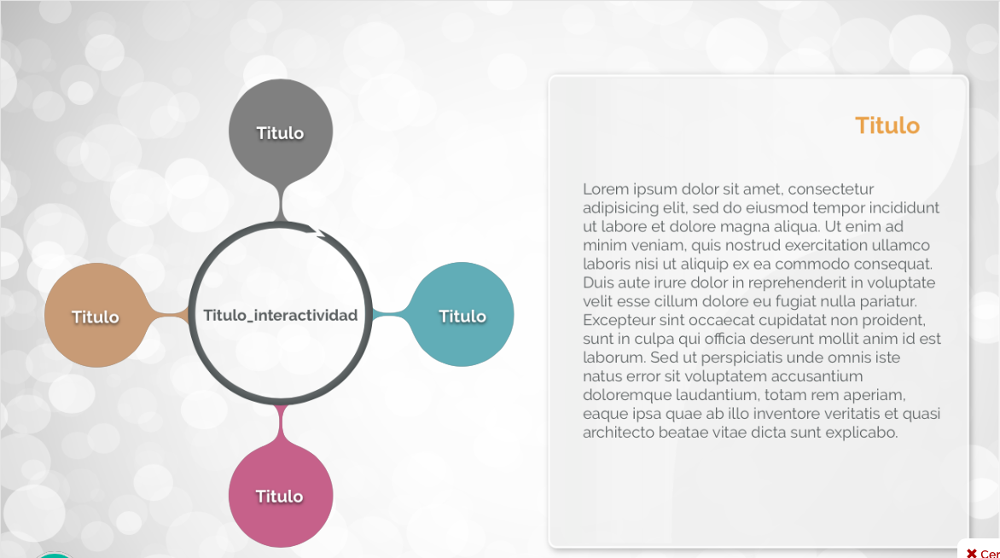 Titulo
Titulo
Titulo_interactividad
Titulo
Titulo
Titulo
Lorem ipsum dolor sit amet, consectetur
adipisicing elit, sed do eiusmod tempor incididunt
ut labore et dolore magna aliqua. Ut enim ad
minim veniam, quis nostrud exercitation ullamco
laboris nisi ut aliquip ex ea commodo consequat.
Duis aute irure dolor in reprehenderit in voluptate
velit esse cillum dolore eu fugiat nulla pariatur.
Excepteur sint occaecat cupidatat non proident,
sunt in culpa qui officia deserunt mollit anim id est
laborum. Sed ut perspiciatis unde omnis iste
natus error sit voluptatem accusantium
doloremque laudantium, totam rem aperiam,
eaque ipsa quae ab illo inventore veritatis et quasi
architecto beatae vitae dicta sunt explicabo.